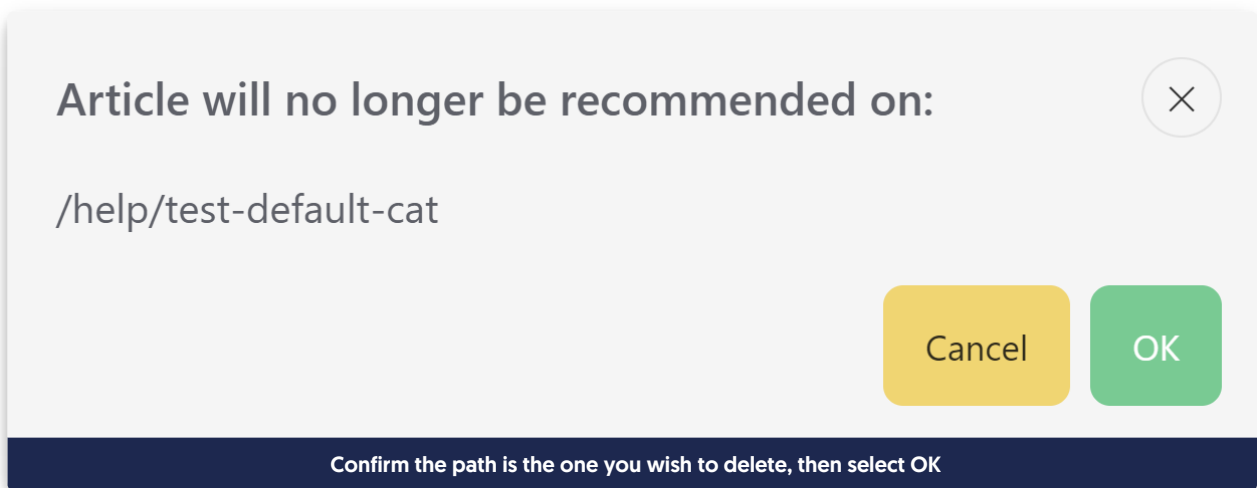 Article will no longer be recommended on:
/help/test-default-cat
Cancel OK
Confirm the path is the one you wish to delete, then select OK